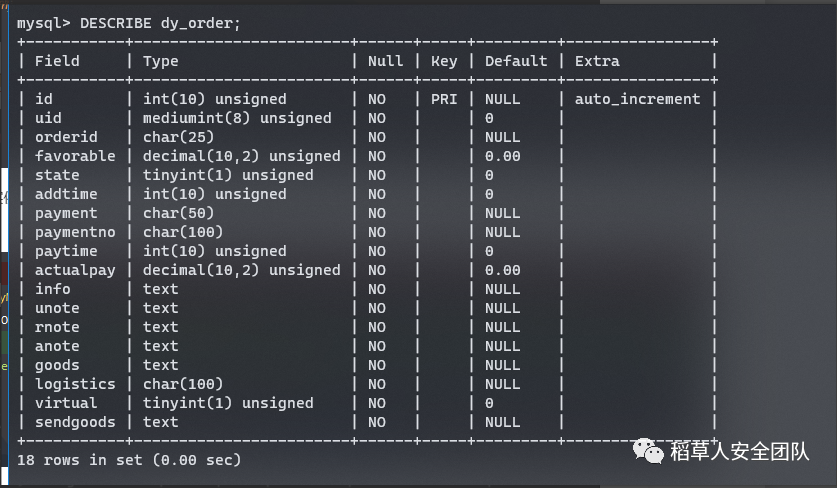 mysql> DESCRIBE dy_order;
+-----------+------------------------+------+-----+---------+----------------+
| Field     | Type                   | Null | Key | Default | Extra          |
+-----------+------------------------+------+-----+---------+----------------+
| id        | int(10) unsigned       | NO   | PRI | NULL    | auto_increment |
| uid       | mediumint(8) unsigned  | NO   |     | 0       |                |
| orderid   | char(25)               | NO   |     | NULL    |                |
| favorable | decimal(10,2) unsigned | NO   |     | 0.00    |                |
| state     | tinyint(1) unsigned    | NO   |     | 0       |                |
| addtime   | int(10) unsigned       | NO   |     | 0       |                |
| payment   | char(50)               | NO   |     | NULL    |                |
| paymentno | char(100)              | NO   |     | NULL    |                |
| paytime   | int(10) unsigned       | NO   |     | 0       |                |
| actualpay | decimal(10,2) unsigned | NO   |     | 0.00    |                |
| info      | text                   | NO   |     | NULL    |                |
| unote     | text                   | NO   |     | NULL    |                |
| rnote     | text                   | NO   |     | NULL    |                |
| anote     | text                   | NO   |     | NULL    |                |
| goods     | text                   | NO   |     | NULL    |                |
| logistics | char(100)              | NO   |     | NULL    |                |
| virtual   | tinyint(1) unsigned    | NO   |     | 0       |                |
| sendgoods | text                   | NO   |     | NULL    |                |
+-----------+------------------------+------+-----+---------+----------------+
18 rows in set (0.00 sec)
稻草人安全团队